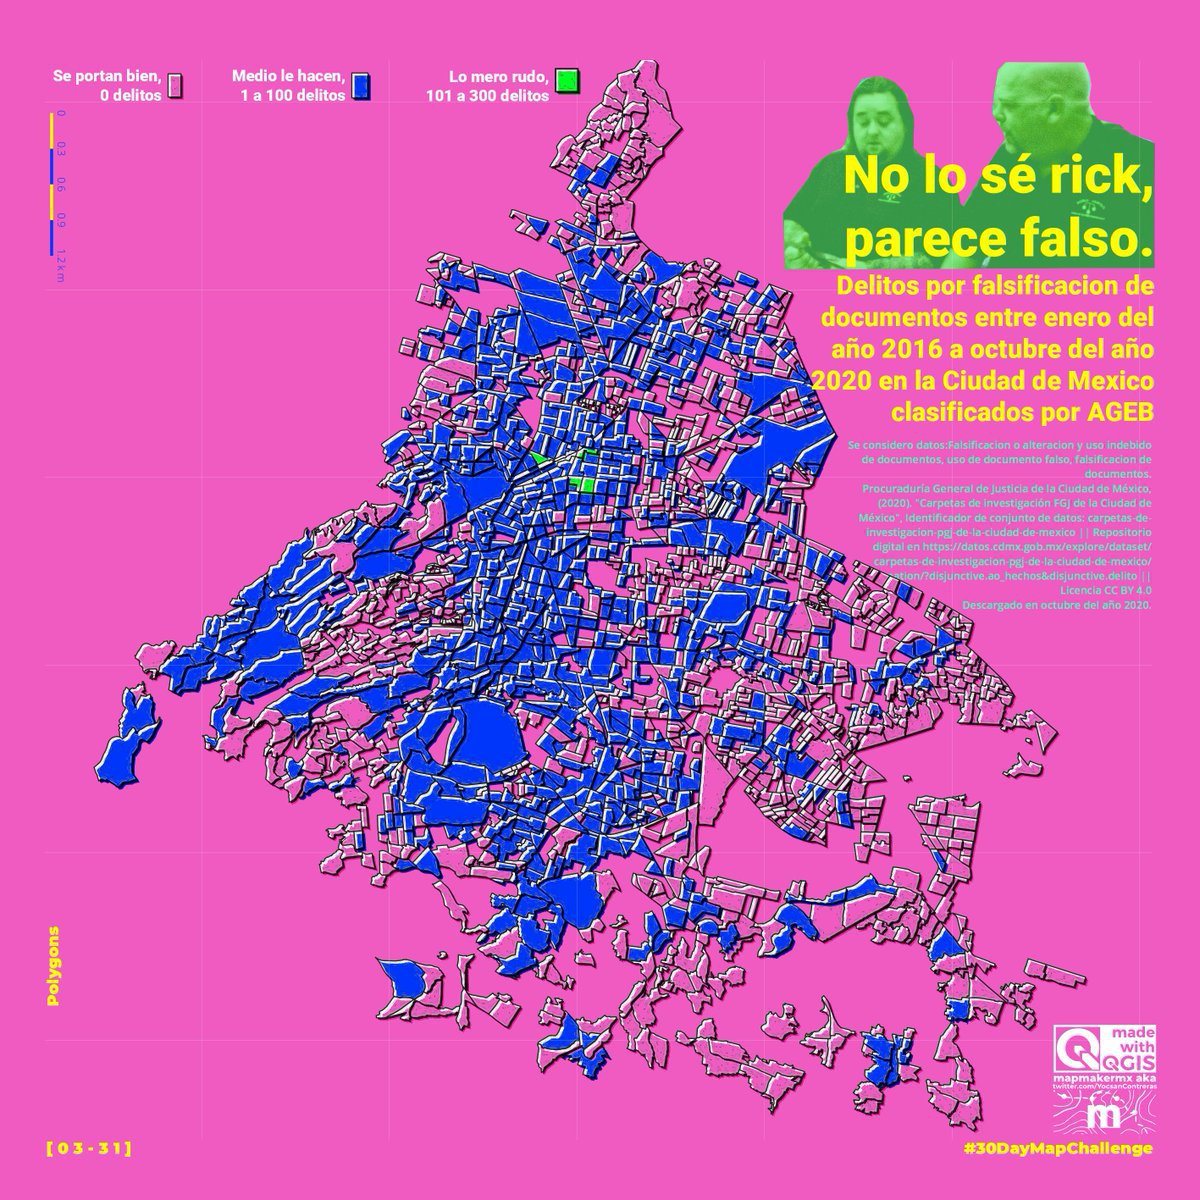 Se portan bien,
0 delitos
Medio le hacen,
1 a 100 delitos
Lo mero rudo,
101 a 300 delitos
0 0.3 0.6 0.9 1.2 km
No lo sé rick,
parece falso.
Delitos por falsificacion de
documentos entre enero del
año 2016 a octubre del año
2020 en la Ciudad de Mexico
clasificados por AGEB
Se considero datos:Falsificacion o alteracion y uso indebido
de documentos, uso de documento falso, falsificacion de
documentos.
Procuraduría General de Justicia de la Ciudad de México,
(2020). "Carpetas de investigación FGJ de la Ciudad de
México", Identificador de conjunto de datos: carpetas-de-
investigacion-pgj-de-la-ciudad-de-mexico || Repositorio
digital en https://datos.cdmx.gob.mx/explore/dataset/
carpetas-de-investigacion-pgj-de-la-ciudad-de-mexico/
/?disjunctive.ao_hechos&disjunctive.delito ||
Licencia CC BY 4.0
Descargado en octubre del año 2020.
Polygons
made
with
QGIS
mapmakermx aka
twitter.com/YocsanContreras
m
[03-31]
#30DayMapChallenge